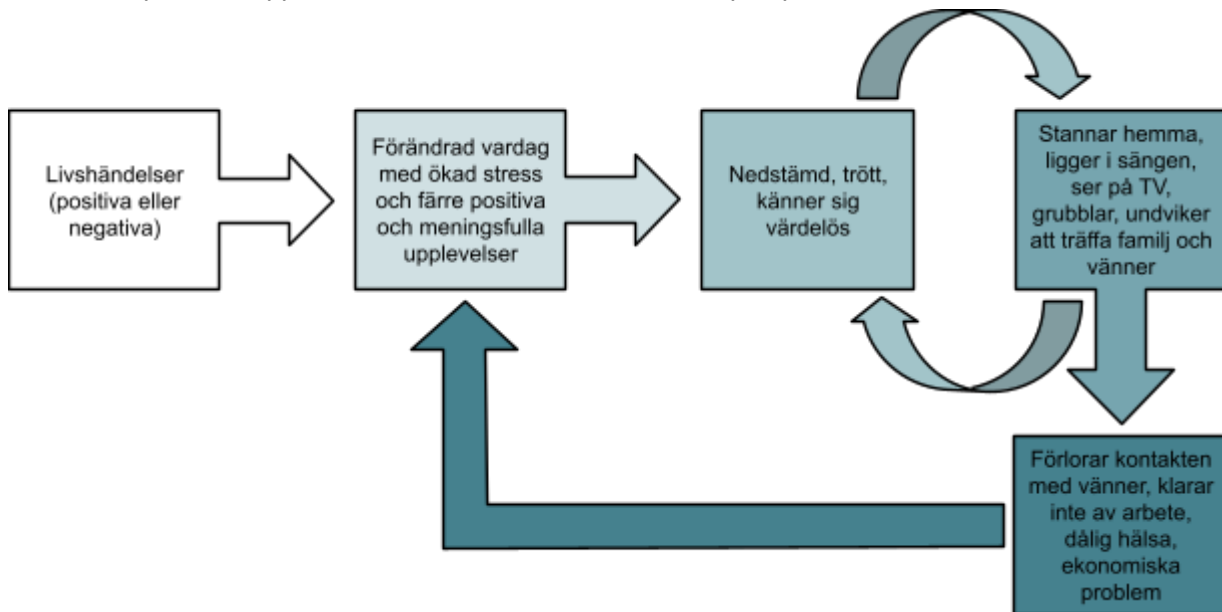 Livshändelser
(positiva eller
negativa)
Förändrad vardag
med ökad stress
och färre positiva
och meningsfulla
upplevelser
Nedstämd, trött,
känner sig
värdelös
Stannar hemma,
ligger i sängen,
ser på TV,
grubblar, undviker
att träffa familj och
vänner
Förlorar kontakten
med vänner, klarar
inte av arbete,
dålig hälsa,
ekonomiska
problem